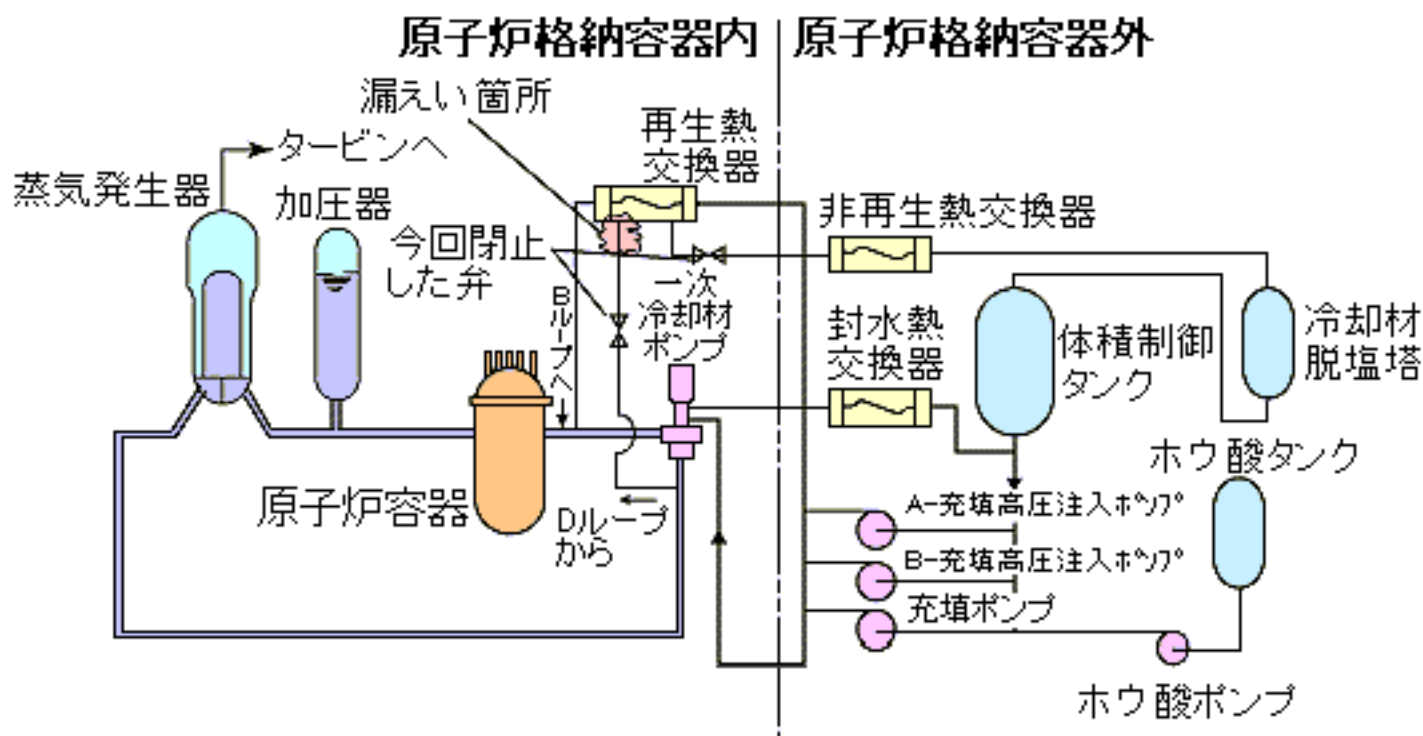 原子炉格納容器内
原子炉格納容器外
漏えい箇所
再生熱
交換器
タービンへ
蒸気発生器
加圧器
非再生熱交換器
今回閉止
した弁
一次
冷却材
ポンプ
Bループへ
封水熱
交換器
体積制御
タンク
冷却材
脱塩塔
ホウ酸タンク
原子炉容器
Dループ
から
A-充填高圧注入ポンプ
B-充填高圧注入ポンプ
充填ポンプ
ホウ酸ポンプ